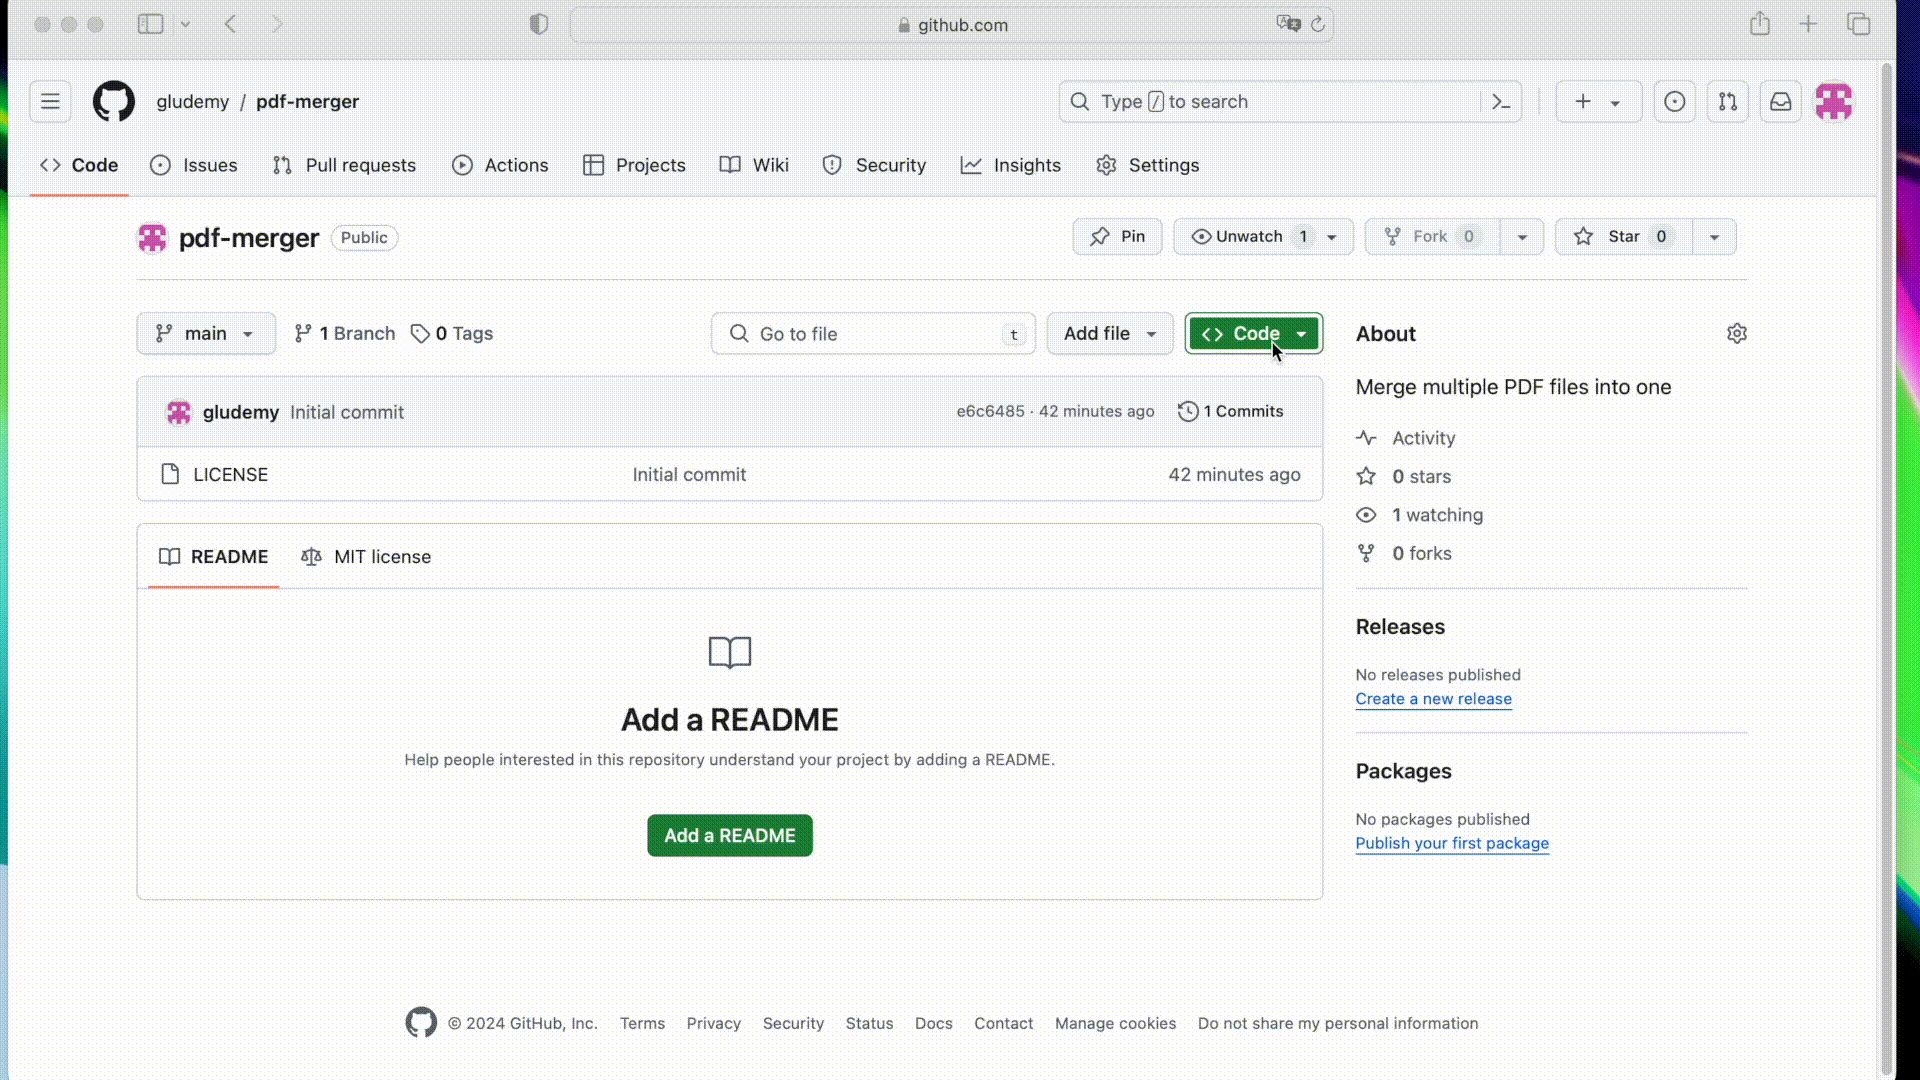 github.com
gludemy / pdf-merger
Type / to search
Code Issues Pull requests Actions Projects Wiki Security Insights Settings
pdf-merger Public
Pin Unwatch 1 Fork 0 Star 0
main 1 Branch 0 Tags Go to file t Add file Code
gludemy Initial commit e6c6485 · 42 minutes ago 1 Commits
LICENSE Initial commit 42 minutes ago
README MIT license
Add a README
Help people interested in this repository understand your project by adding a README.
Add a README
About
Merge multiple PDF files into one
Activity
0 stars
1 watching
0 forks
Releases
No releases published
Create a new release
Packages
No packages published
Publish your first package
© 2024 GitHub, Inc. Terms Privacy Security Status Docs Contact Manage cookies Do not share my personal information